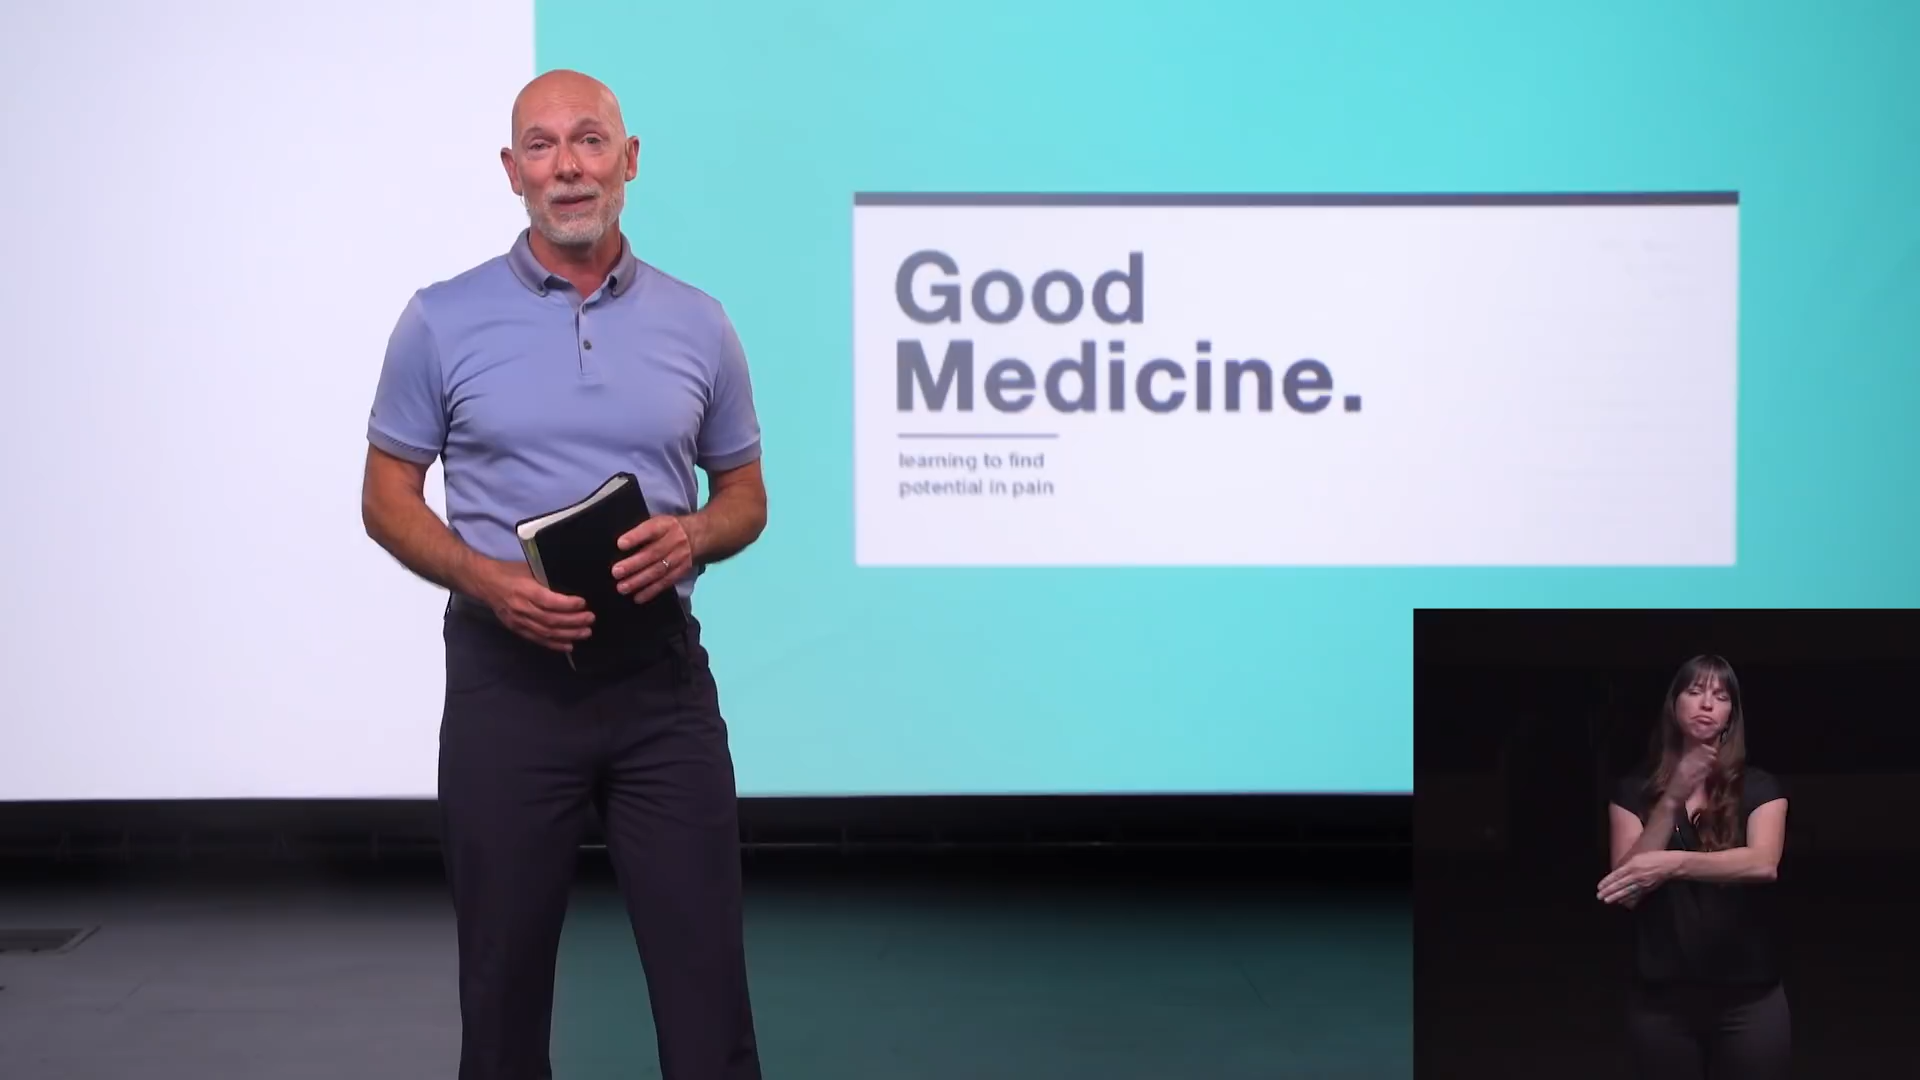 Good
Medicine.
learning to find
potential in pain